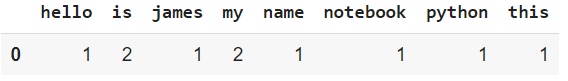 hello is james my name notebook python this
0 1 2 1 2 1 1 1 1